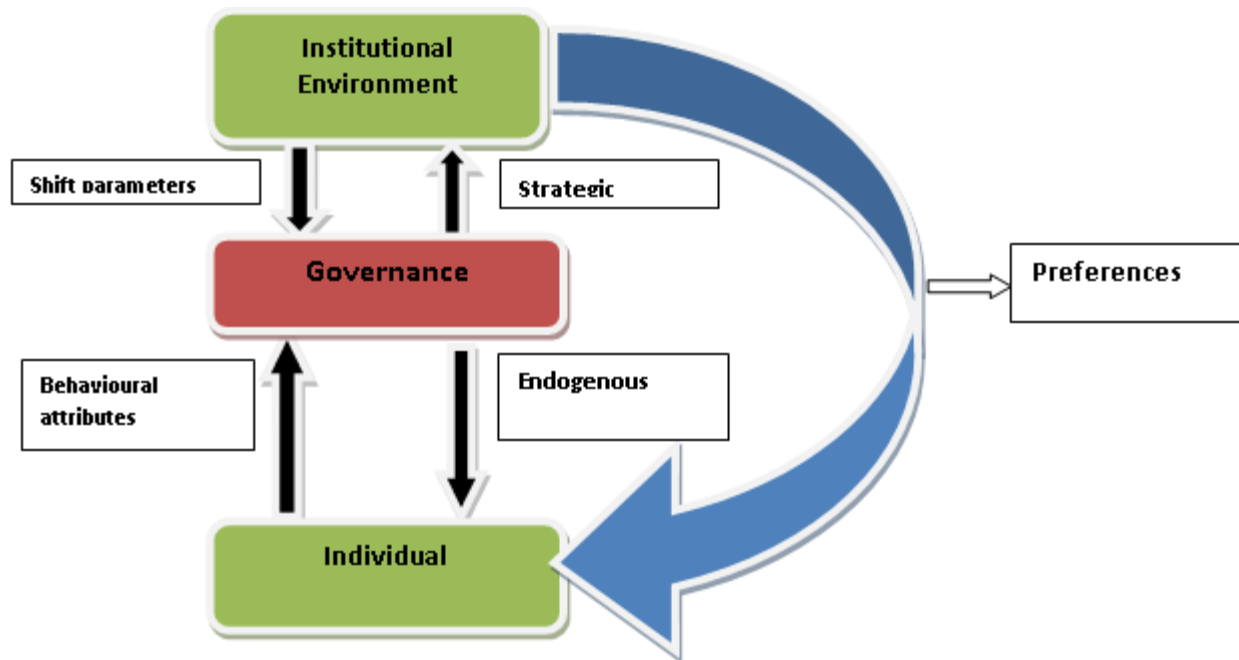 Institutional
Environment
Shift parameters
Strategic
Governance
Preferences
Behavioural
attributes
Endogenous
Individual